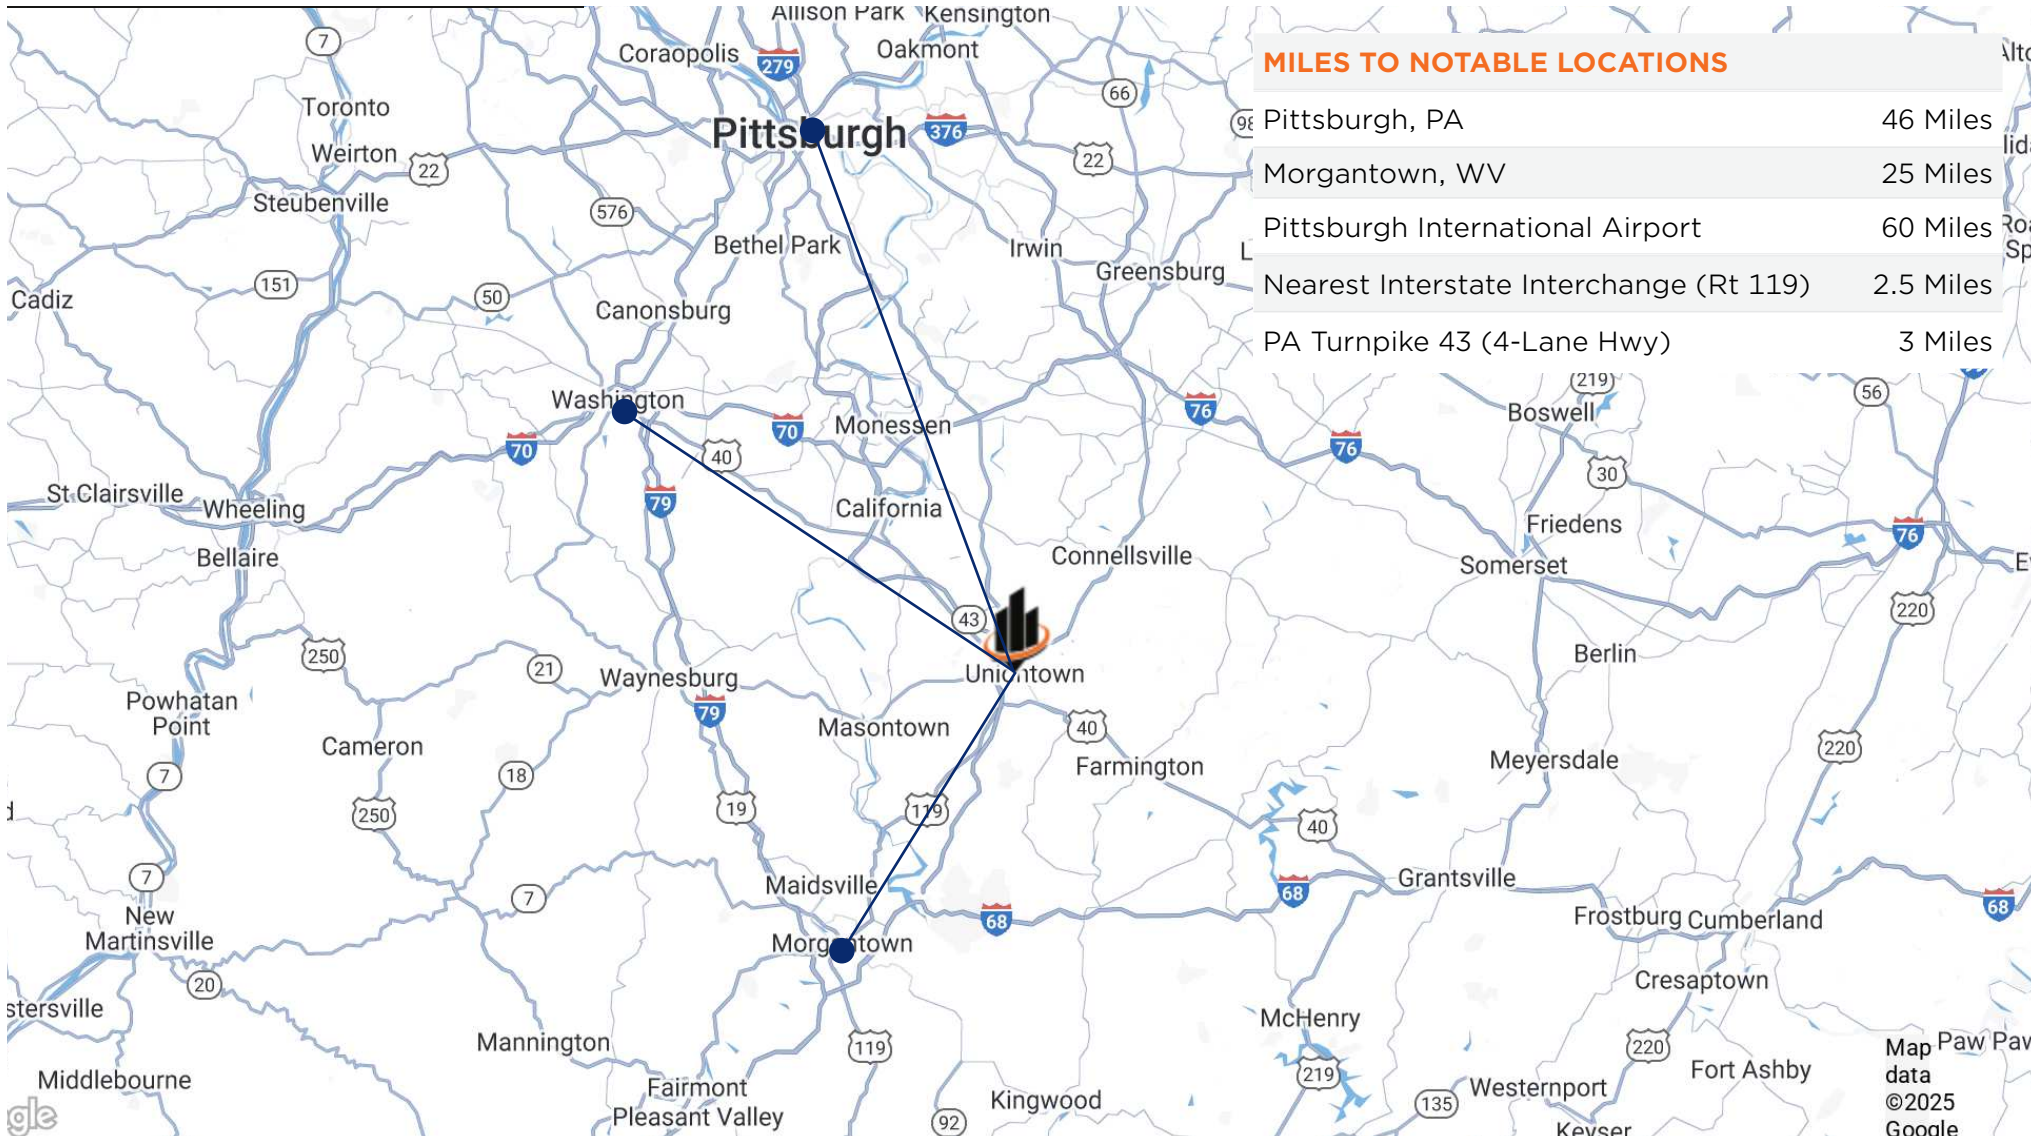 Allison Park Kensington
7
Coraopolis
279
Oakmont
MILES TO NOTABLE LOCATIONS
66
Toronto
Pittsburgh
376
Pittsburgh, PA 46 Miles
Weirton
22
22
Morgantown, WV 25 Miles
Steubenville
576
Bethel Park
Irwin
Pittsburgh International Airport 60 Miles
Greensburg
151
50
Nearest Interstate Interchange (Rt 119) 2.5 Miles
Cadiz
Canonsburg
PA Turnpike 43 (4-Lane Hwy) 3 Miles
219
56
Washington
76
Boswell
70
70
Monessen
76
40
30
St Clairsville
Wheeling
79
California
Friedens
76
Bellaire
Connellsville
Somerset
43
220
250
21
Waynesburg
Uniontown
Berlin
Powhatan
Point
79
Masontown
40
220
Cameron
Farmington
Meyersdale
7
18
250
19
119
40
7
7
Maidsville
68
68
Grantsville
68
New
Martinsville
Frostburg Cumberland
Morgantown
20
Cresaptown
stersville
McHenry
Mannington
119
220
219
Map
data
©2025
Google
Paw Paw
Middlebourne
Fairmont
Pleasant Valley
Kingwood
92
135
Westernport
Fort Ashby
Keyser
gle